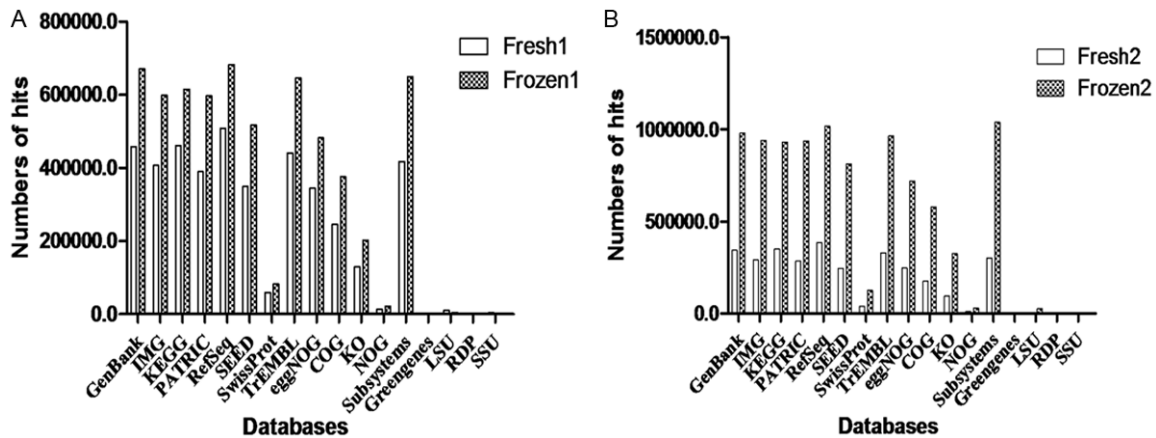 A
800000.0
600000.0
400000.0
200000.0
0.0
Numbers of hits
Fresh1
Frozen1
GenBank
IMG
KEGG
PATRIC
RefSeq
SEED
SwissProt
TrEMBL
eggNOG
COG
KO
NOG
Subsystems
Greengenes
LSU
RDP
SSU
Databases
B
1500000.0
1000000.0
500000.0
0.0
Numbers of hits
Fresh2
Frozen2
GenBank
IMG
KEGG
PATRIC
RefSeq
SEED
SwissProt
TrEMBL
eggNOG
COG
KO
NOG
Subsystems
Greengenes
LSU
RDP
SSU
Databases